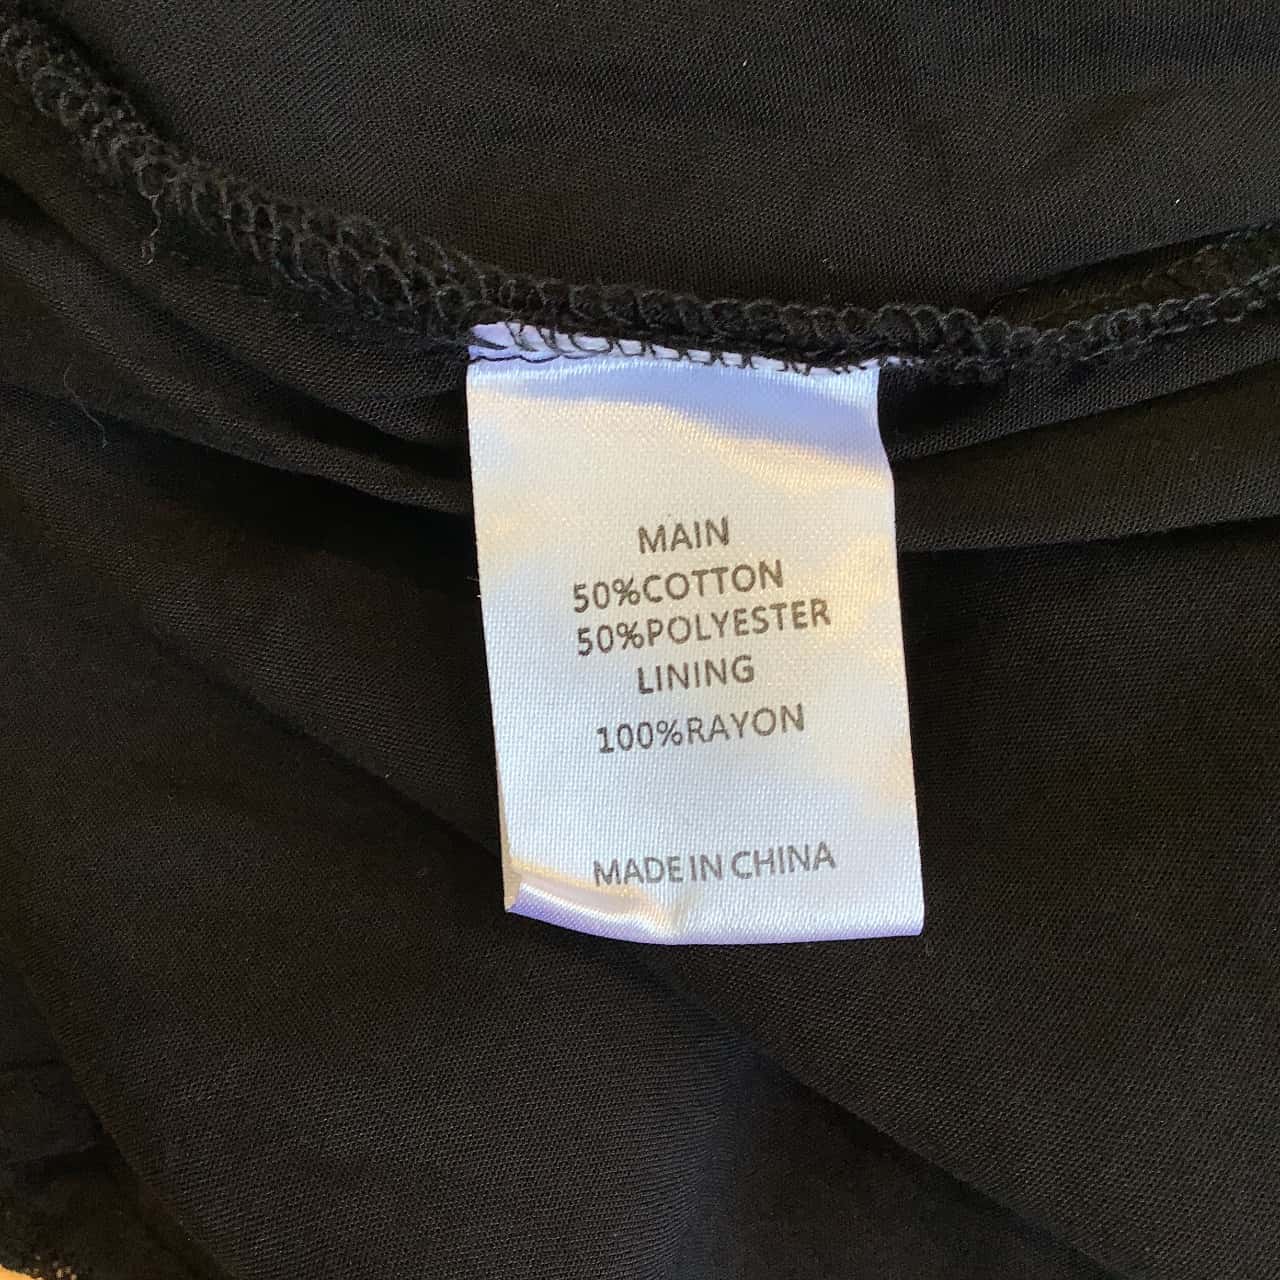 MAIN
50%COTTON
50%POLYESTER
LINING
100%RAYON
MADE IN CHINA